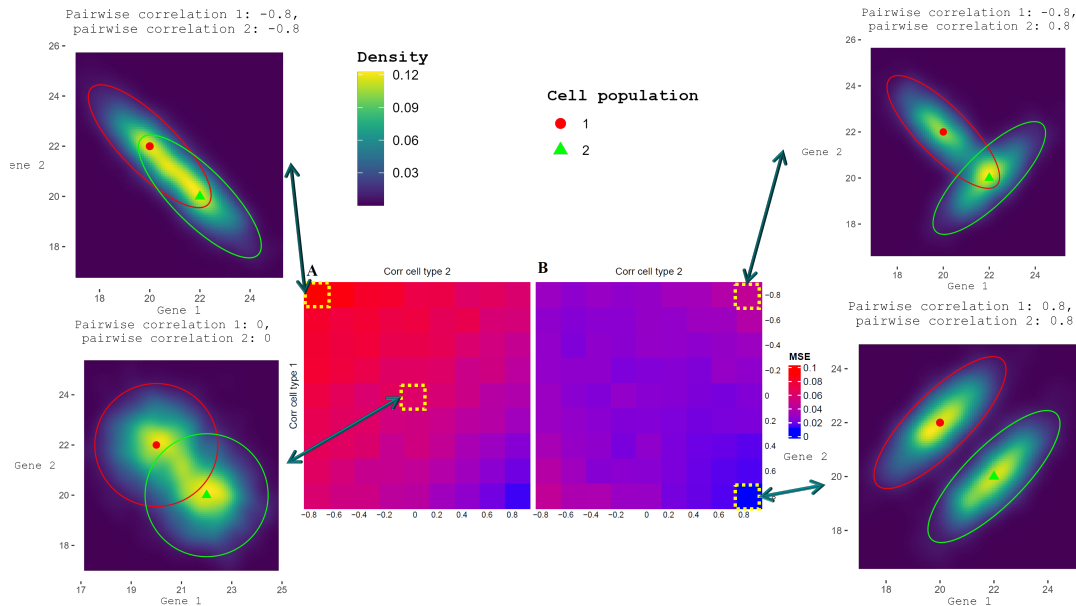 Pairwise correlation 1: -0.8,
pairwise correlation 2: -0.8
26 -
24 -
22 -
20 -
18 -
ene 2
18
20
22
24
Gene 1
Density
0.12
0.09
0.06
0.03
Cell population
1
2
Pairwise correlation 1: -0.8,
pairwise correlation 2: 0.8
26 -
24 -
22 -
20 -
18 -
Gene 2
18
20
22
24
Gene 1
A
Corr cell type 2
B
Corr cell type 2
Corr cell type 1
-0.8
-0.6
-0.4
-0.2
0
0.2
0.4
0.6
-0.8 -0.6 -0.4 -0.2 0 0.2 0.4 0.6 0.8
-0.8 -0.6 -0.4 -0.2 0 0.2 0.4 0.6 0.8
MSE
0.1
0.08
0.06
0.04
0.02
0
Pairwise correlation 1: 0,
pairwise correlation 2: 0
24 -
22 -
20 -
18 -
Gene 2
17
20
22
24
25
Gene 1
Pairwise correlation 1: 0.8,
pairwise correlation 2: 0.8
24 -
22 -
20 -
18 -
Gene 2
18
20
22
24
Gene 1